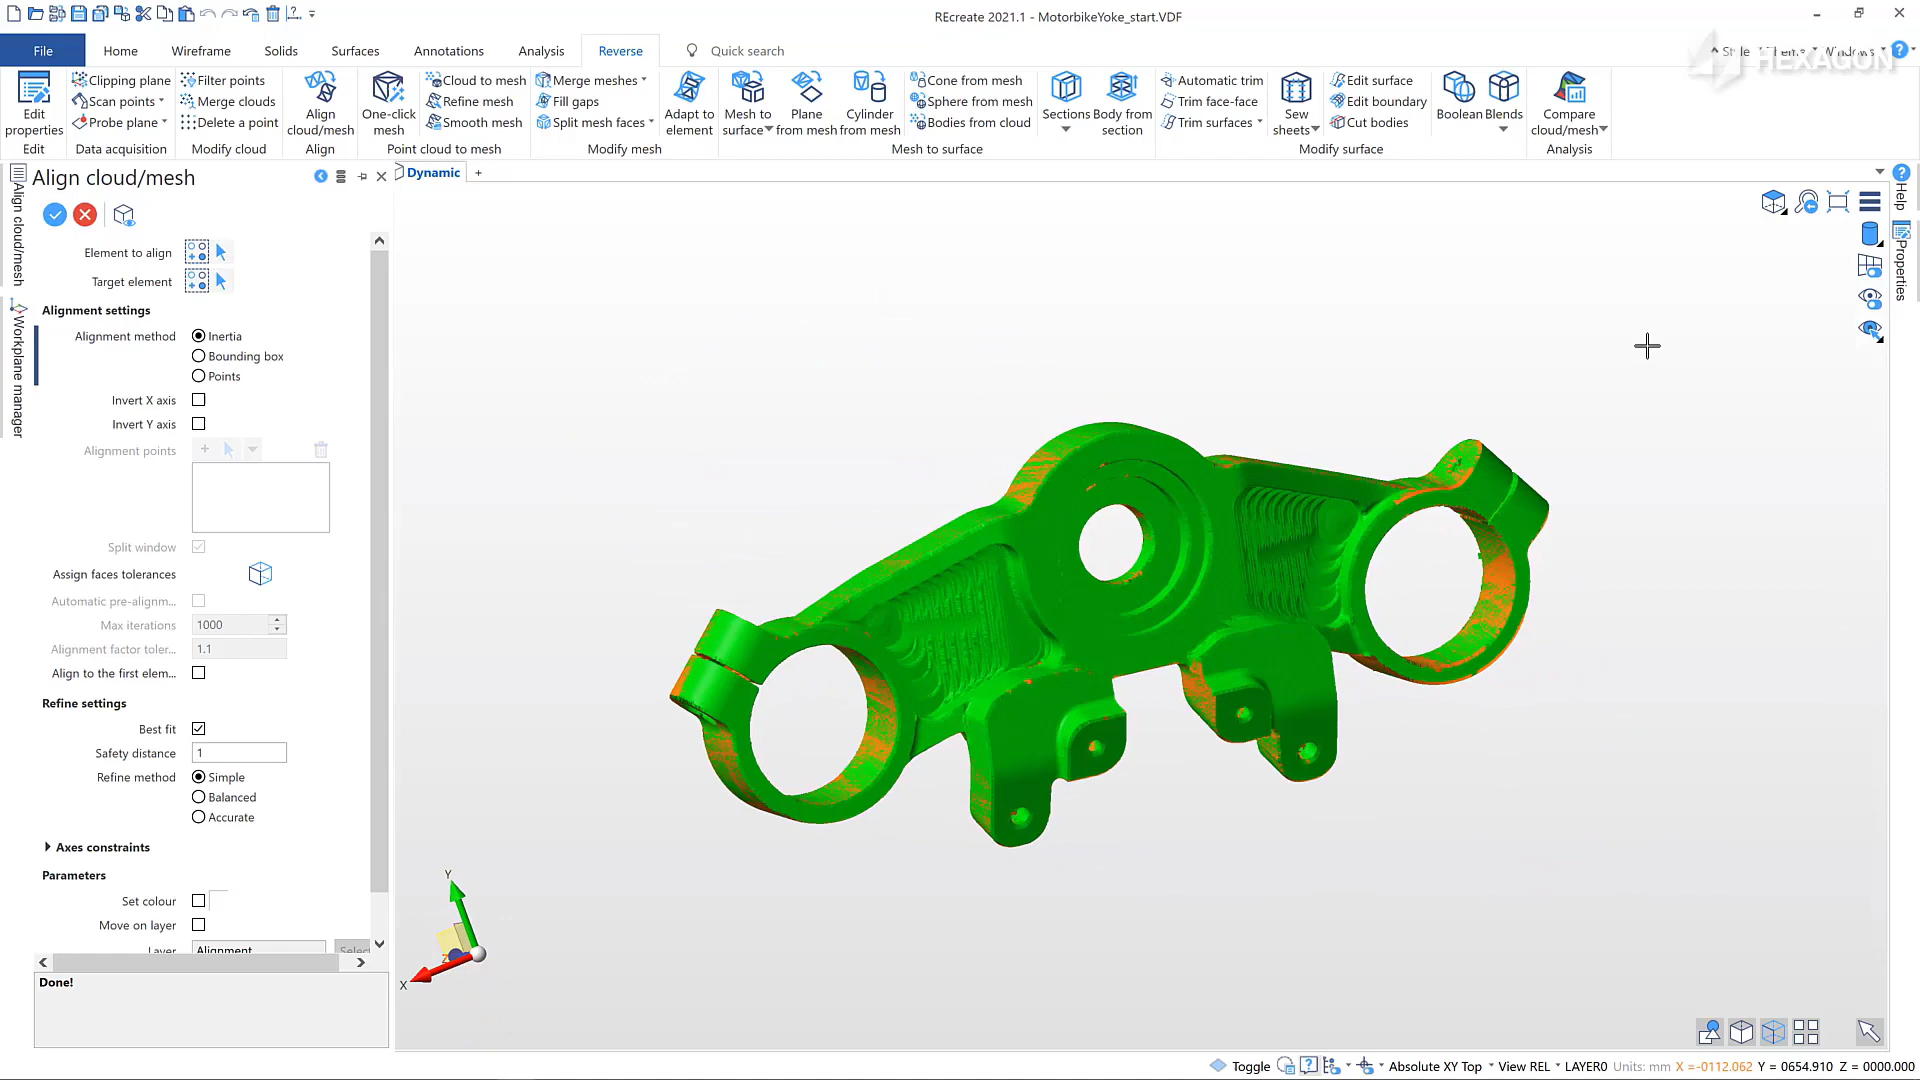 REcreate 2021.1 - MotorbikeYoke_start.VDF
File Home Wireframe Solids Surfaces Annotations Analysis Reverse Quick search Style Theme Windows
HEXAGON
Edit properties
Edit
Clipping plane
Scan points
Probe plane
Data acquisition
Filter points
Merge clouds
Delete a point
Modify cloud
Align cloud/mesh
Align
One-click mesh
Cloud to mesh
Refine mesh
Smooth mesh
Point cloud to mesh
Merge meshes
Fill gaps
Split mesh faces
Adapt to element
Modify mesh
Mesh to surface
Plane from mesh
Cylinder from mesh
Cone from mesh
Sphere from mesh
Bodies from cloud
Mesh to surface
Sections
Body from section
Automatic trim
Trim face-face
Trim surfaces
Sew sheets
Edit surface
Edit boundary
Cut bodies
Modify surface
Boolean
Blends
Compare cloud/mesh
Analysis
Align cloud/mesh
Workplane manager
Align cloud/mesh
Element to align
Target element
Alignment settings
Alignment method Inertia
Bounding box
Points
Invert X axis
Invert Y axis
Alignment points
Split window
Assign faces tolerances
Automatic pre-alignm...
Max iterations 1000
Alignment factor toler... 1.1
Align to the first elem...
Refine settings
Best fit
Safety distance 1
Refine method Simple
Balanced
Accurate
Axes constraints
Parameters
Set colour
Move on layer
Layer Alignment Selec
Done!
Dynamic +
Y
Z
X
Help
Properties
Toggle Absolute XY Top View REL LAYER0 Units: mm X =-0112.062 Y = 0654.910 Z = 0000.000